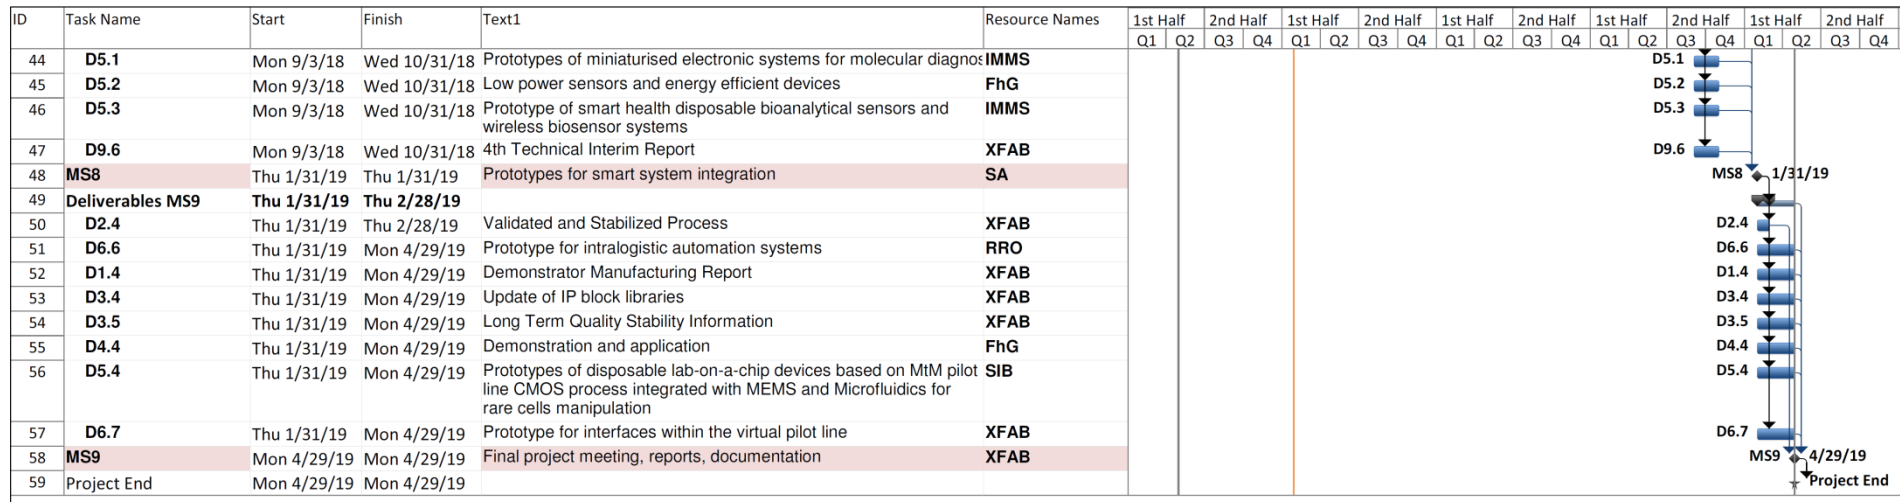 ID Task Name Start Finish Text1 Resource Names 1st Half 2nd Half 1st Half 2nd Half 1st Half 2nd Half 1st Half 2nd Half 1st Half 2nd Half
Q1 Q2 Q3 Q4 Q1 Q2 Q3 Q4 Q1 Q2 Q3 Q4 Q1 Q2 Q3 Q4 Q1 Q2 Q3 Q4
44 D5.1 Mon 9/3/18 Wed 10/31/18 Prototypes of miniaturised electronic systems for molecular diagnos IMMS D5.1
45 D5.2 Mon 9/3/18 Wed 10/31/18 Low power sensors and energy efficient devices FhG D5.2
46 D5.3 Mon 9/3/18 Wed 10/31/18 Prototype of smart health disposable bioanalytical sensors and IMMS D5.3
wireless biosensor systems
47 D9.6 Mon 9/3/18 Wed 10/31/18 4th Technical Interim Report XFAB D9.6
48 MS8 Thu 1/31/19 Thu 1/31/19 Prototypes for smart system integration SA MS8 1/31/19
49 Deliverables MS9 Thu 1/31/19 Thu 2/28/19
50 D2.4 Thu 1/31/19 Thu 2/28/19 Validated and Stabilized Process XFAB D2.4
51 D6.6 Thu 1/31/19 Mon 4/29/19 Prototype for intralogistic automation systems RRO D6.6
52 D1.4 Thu 1/31/19 Mon 4/29/19 Demonstrator Manufacturing Report XFAB D1.4
53 D3.4 Thu 1/31/19 Mon 4/29/19 Update of IP block libraries XFAB D3.4
54 D3.5 Thu 1/31/19 Mon 4/29/19 Long Term Quality Stability Information XFAB D3.5
55 D4.4 Thu 1/31/19 Mon 4/29/19 Demonstration and application FhG D4.4
56 D5.4 Thu 1/31/19 Mon 4/29/19 Prototypes of disposable lab-on-a-chip devices based on MtM pilot SIB D5.4
line CMOS process integrated with MEMS and Microfluidics for
rare cells manipulation
57 D6.7 Thu 1/31/19 Mon 4/29/19 Prototype for interfaces within the virtual pilot line XFAB D6.7
58 MS9 Mon 4/29/19 Mon 4/29/19 Final project meeting, reports, documentation XFAB MS9 4/29/19
59 Project End Mon 4/29/19 Mon 4/29/19 Project End